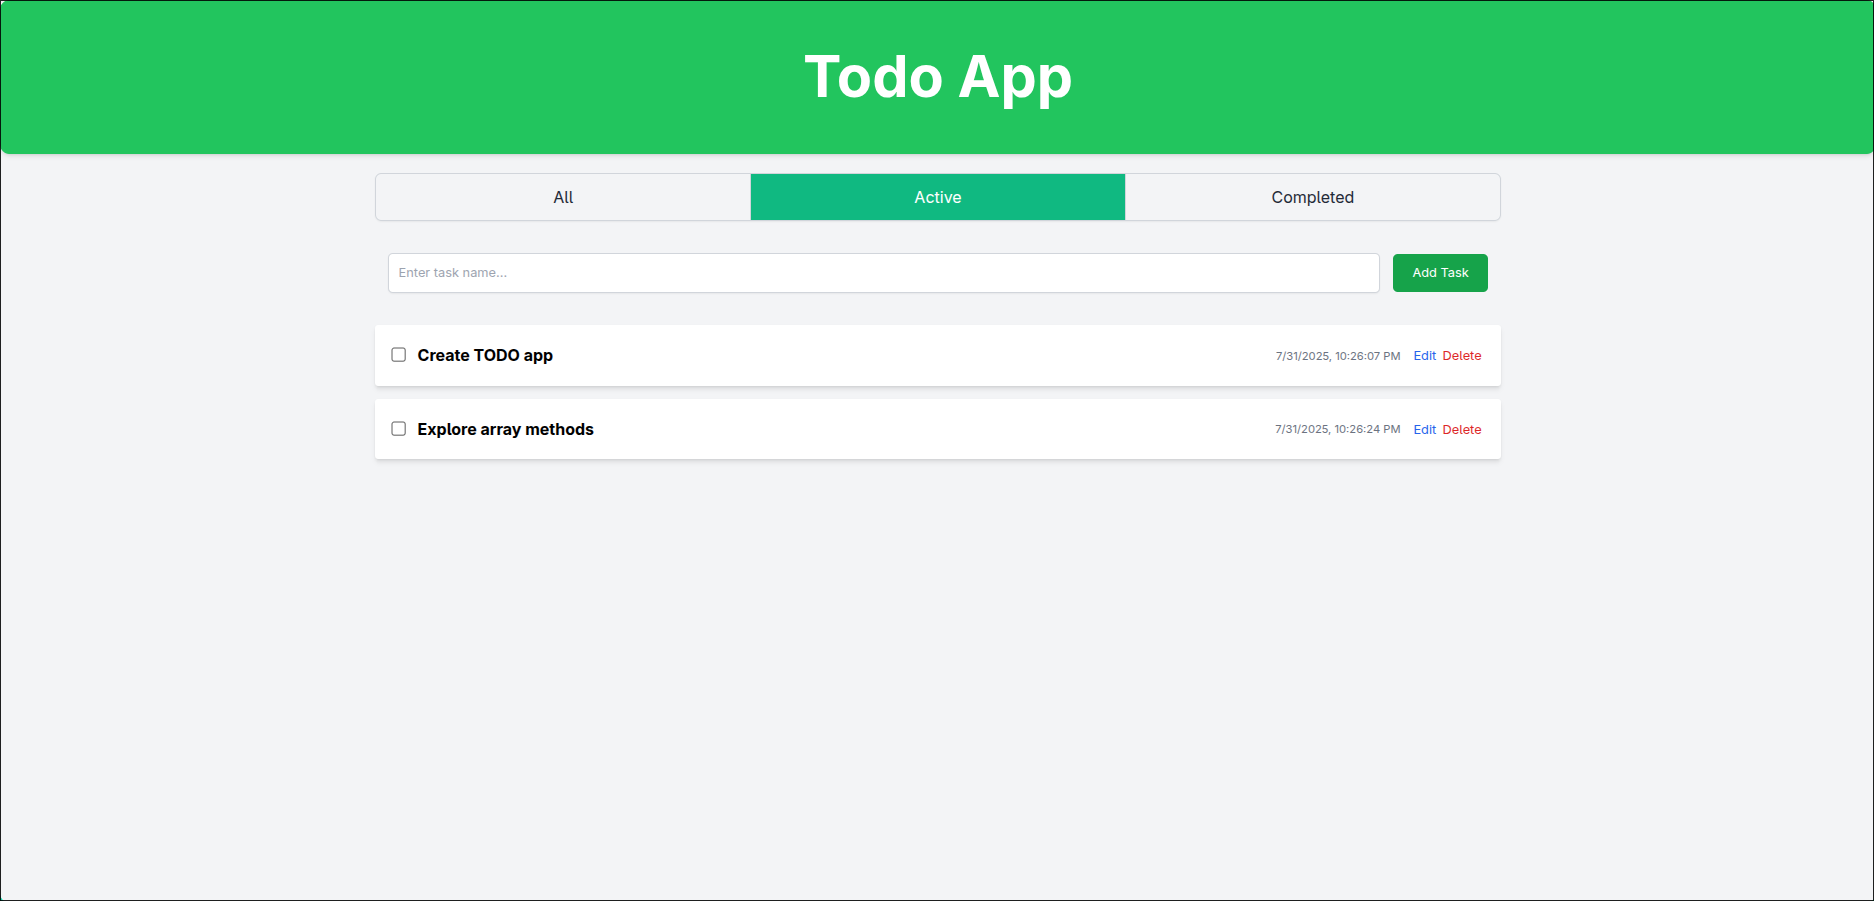 Todo App
All Active Completed
Enter task name... Add Task
Create TODO app 7/31/2025, 10:26:07 PM Edit Delete
Explore array methods 7/31/2025, 10:26:24 PM Edit Delete